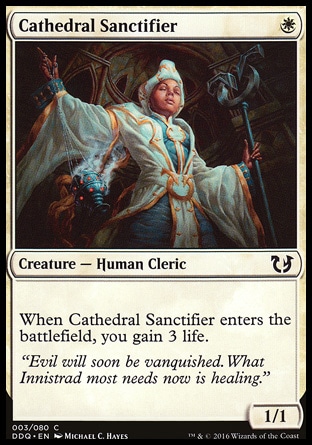 Cathedral Sanctifier
Creature — Human Cleric
When Cathedral Sanctifier enters the
battlefield, you gain 3 life.
"Evil will soon be vanquished. What
Innistrad most needs now is healing."
1/1
003/080 C
DDQ • EN Michael C. Hayes
™ & © 2016 Wizards of the Coast